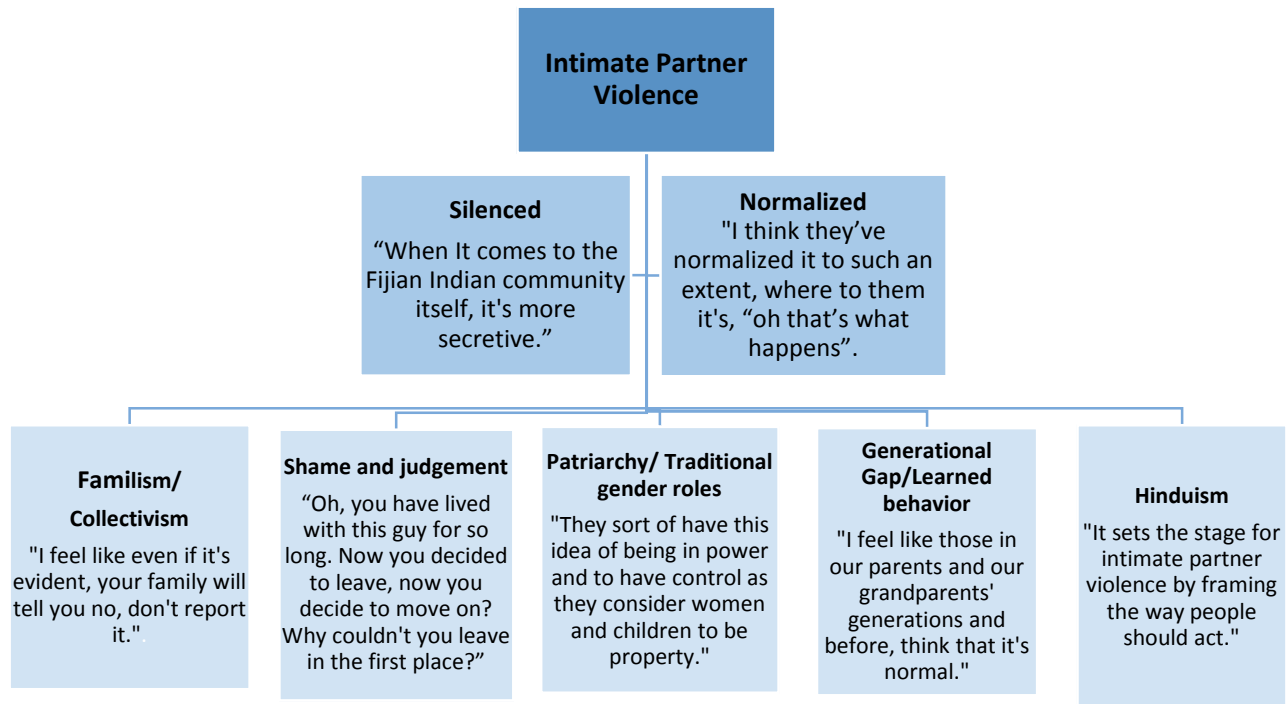 Intimate Partner
Violence
Silenced
“When It comes to the
Fijian Indian community
itself, it's more
secretive.”
Normalized
"I think they’ve
normalized it to such an
extent, where to them
it's, “oh that’s what
happens”.
Familism/
Collectivism
"I feel like even if it's
evident, your family will
tell you no, don't report
it."
Shame and judgement
“Oh, you have lived
with this guy for so
long. Now you decided
to leave, now you
decide to move on?
Why couldn't you leave
in the first place?”
Patriarchy/ Traditional
gender roles
"They sort of have this
idea of being in power
and to have control as
they consider women
and children to be
property."
Generational
Gap/Learned
behavior
"I feel like those in
our parents and our
grandparents'
generations and
before, think that it's
normal."
Hinduism
"It sets the stage for
intimate partner
violence by framing
the way people
should act."